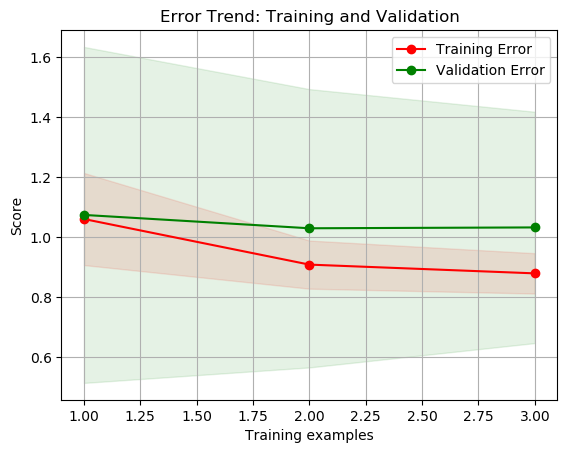 Error Trend: Training and Validation
Training Error
Validation Error
1.6
1.4
1.2
1.0
0.8
0.6
Score
1.00 1.25 1.50 1.75 2.00 2.25 2.50 2.75 3.00
Training examples